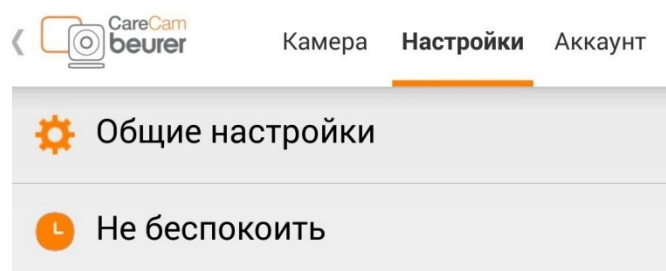 CareCam
beurer
Камера Настройки Аккаунт
Общие настройки
Не беспокоить